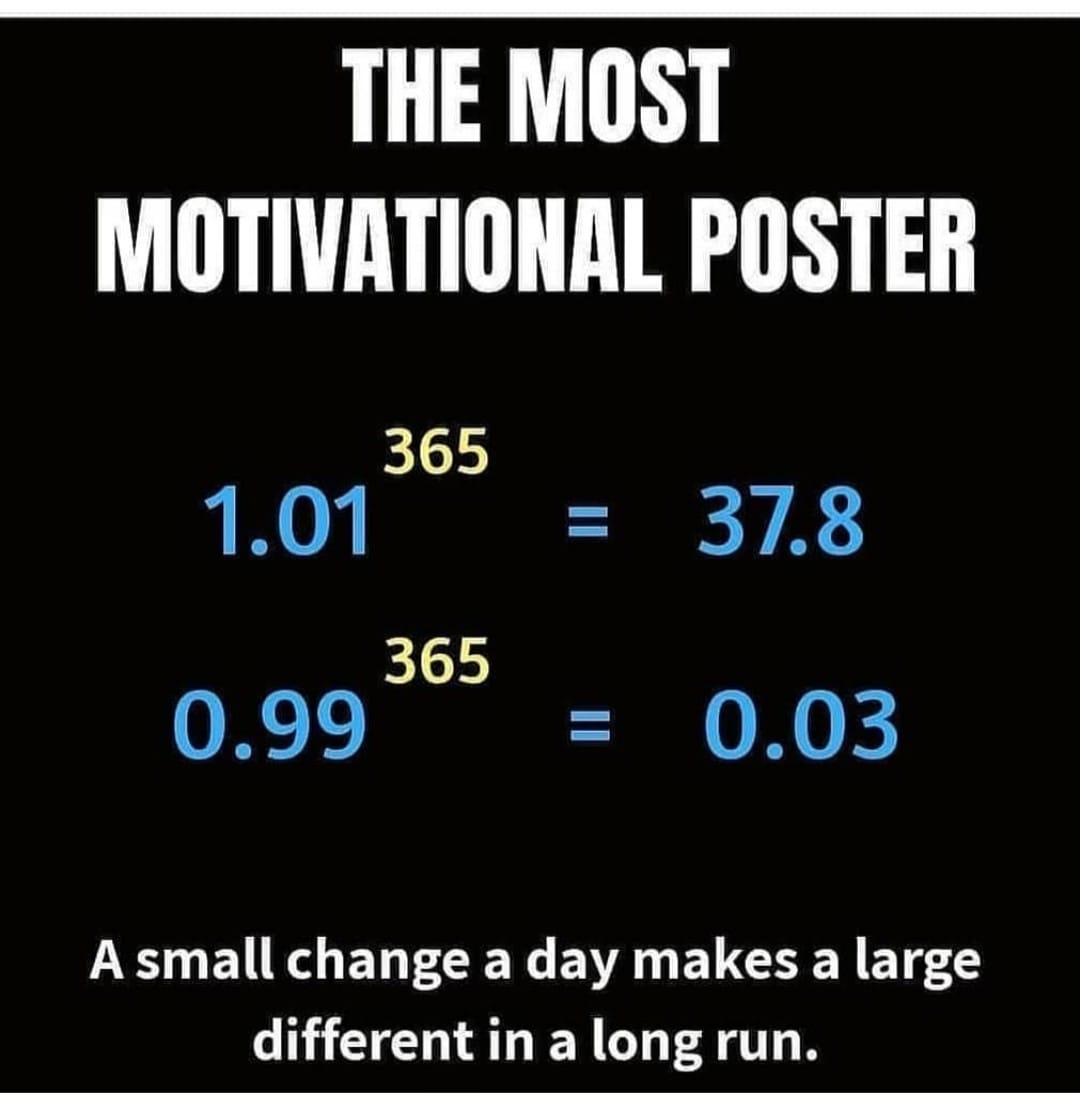 THE MOST
MOTIVATIONAL POSTER
1.01^365 = 37.8
0.99^365 = 0.03
A small change a day makes a large
different in a long run.